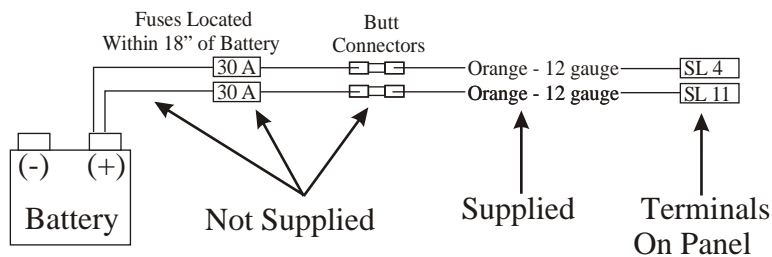 Fuses Located
Within 18” of Battery
Butt
Connectors
30 A
Orange - 12 gauge
SL 4
30 A
Orange - 12 gauge
SL 11
(-)
(+)
Battery
Not Supplied
Supplied
Terminals
On Panel